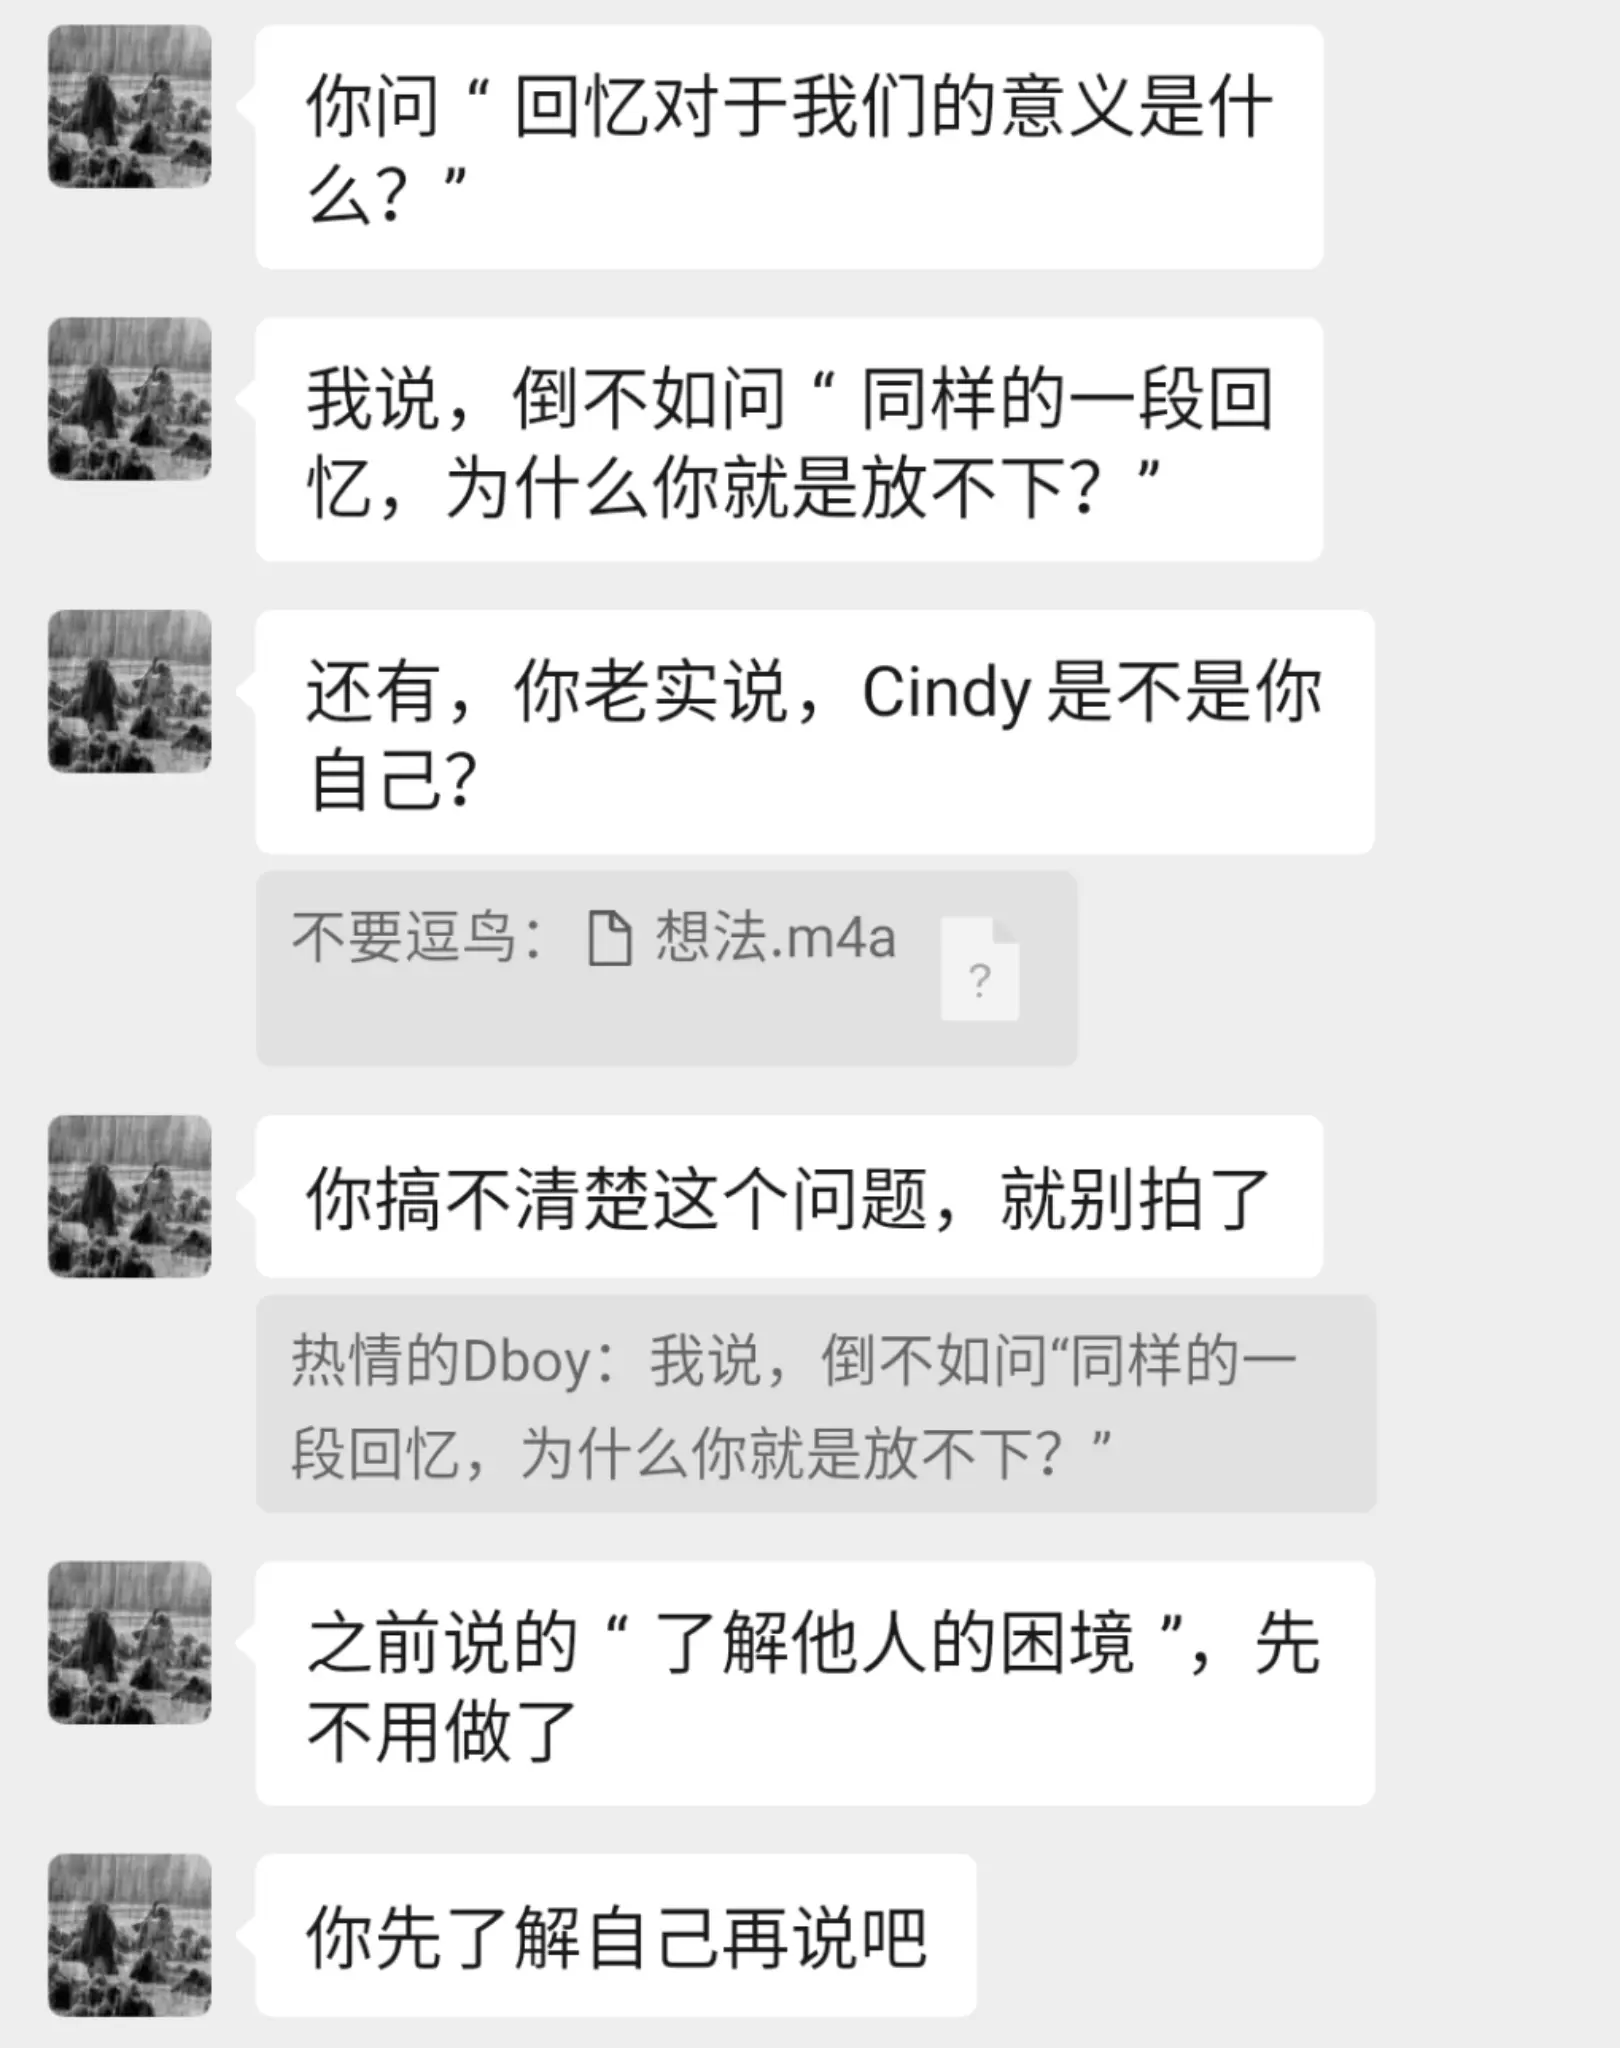 你问“回忆对于我们的意义是什
么？”
我说，倒不如问“同样的一段回
忆，为什么你就是放不下？”
还有，你老实说，Cindy是不是你
自己？
不要逗鸟：想法.m4a
?
你搞不清楚这个问题，就别拍了
热情的Dboy：我说，倒不如问“同样的一
段回忆，为什么你就是放不下？”
之前说的“了解他人的困境”，先
不用做了
你先了解自己再说吧